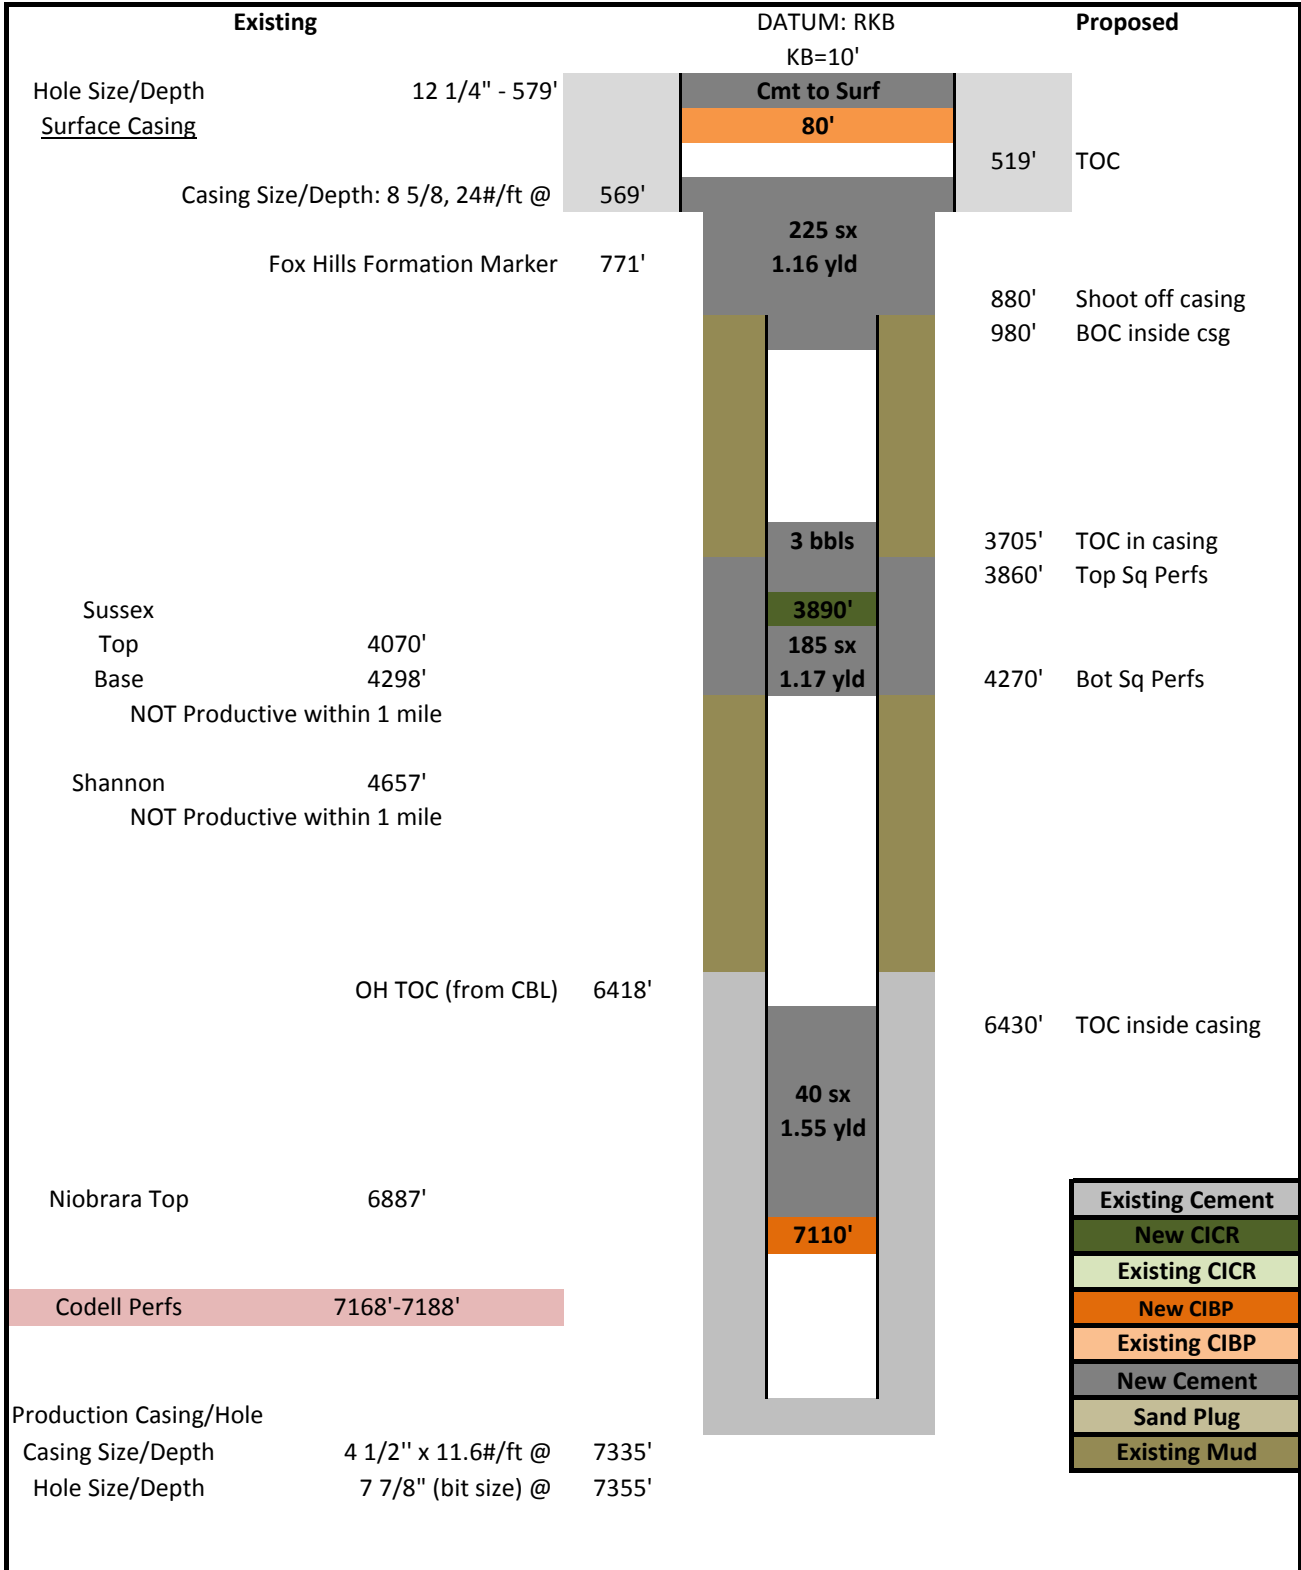 Existing DATUM: RKB Proposed
KB=10'
Hole Size/Depth 12 1/4" - 579' Cmt to Surf
Surface Casing 80'
519' TOC
Casing Size/Depth: 8 5/8, 24#/ft @ 569'
225 sx
Fox Hills Formation Marker 771' 1.16 yld
880' Shoot off casing
980' BOC inside csg
3 bbls 3705' TOC in casing
3860' Top Sq Perfs
Sussex 3890'
Top 4070' 185 sx
Base 4298' 1.17 yld 4270' Bot Sq Perfs
NOT Productive within 1 mile
Shannon 4657'
NOT Productive within 1 mile
OH TOC (from CBL) 6418'
6430' TOC inside casing
40 sx
1.55 yld
Niobrara Top 6887' Existing Cement
7110' New CICR
Existing CICR
Codell Perfs 7168'-7188' New CIBP
Existing CIBP
New Cement
Production Casing/Hole Sand Plug
Casing Size/Depth 4 1/2'' x 11.6#/ft @ 7335' Existing Mud
Hole Size/Depth 7 7/8" (bit size) @ 7355'